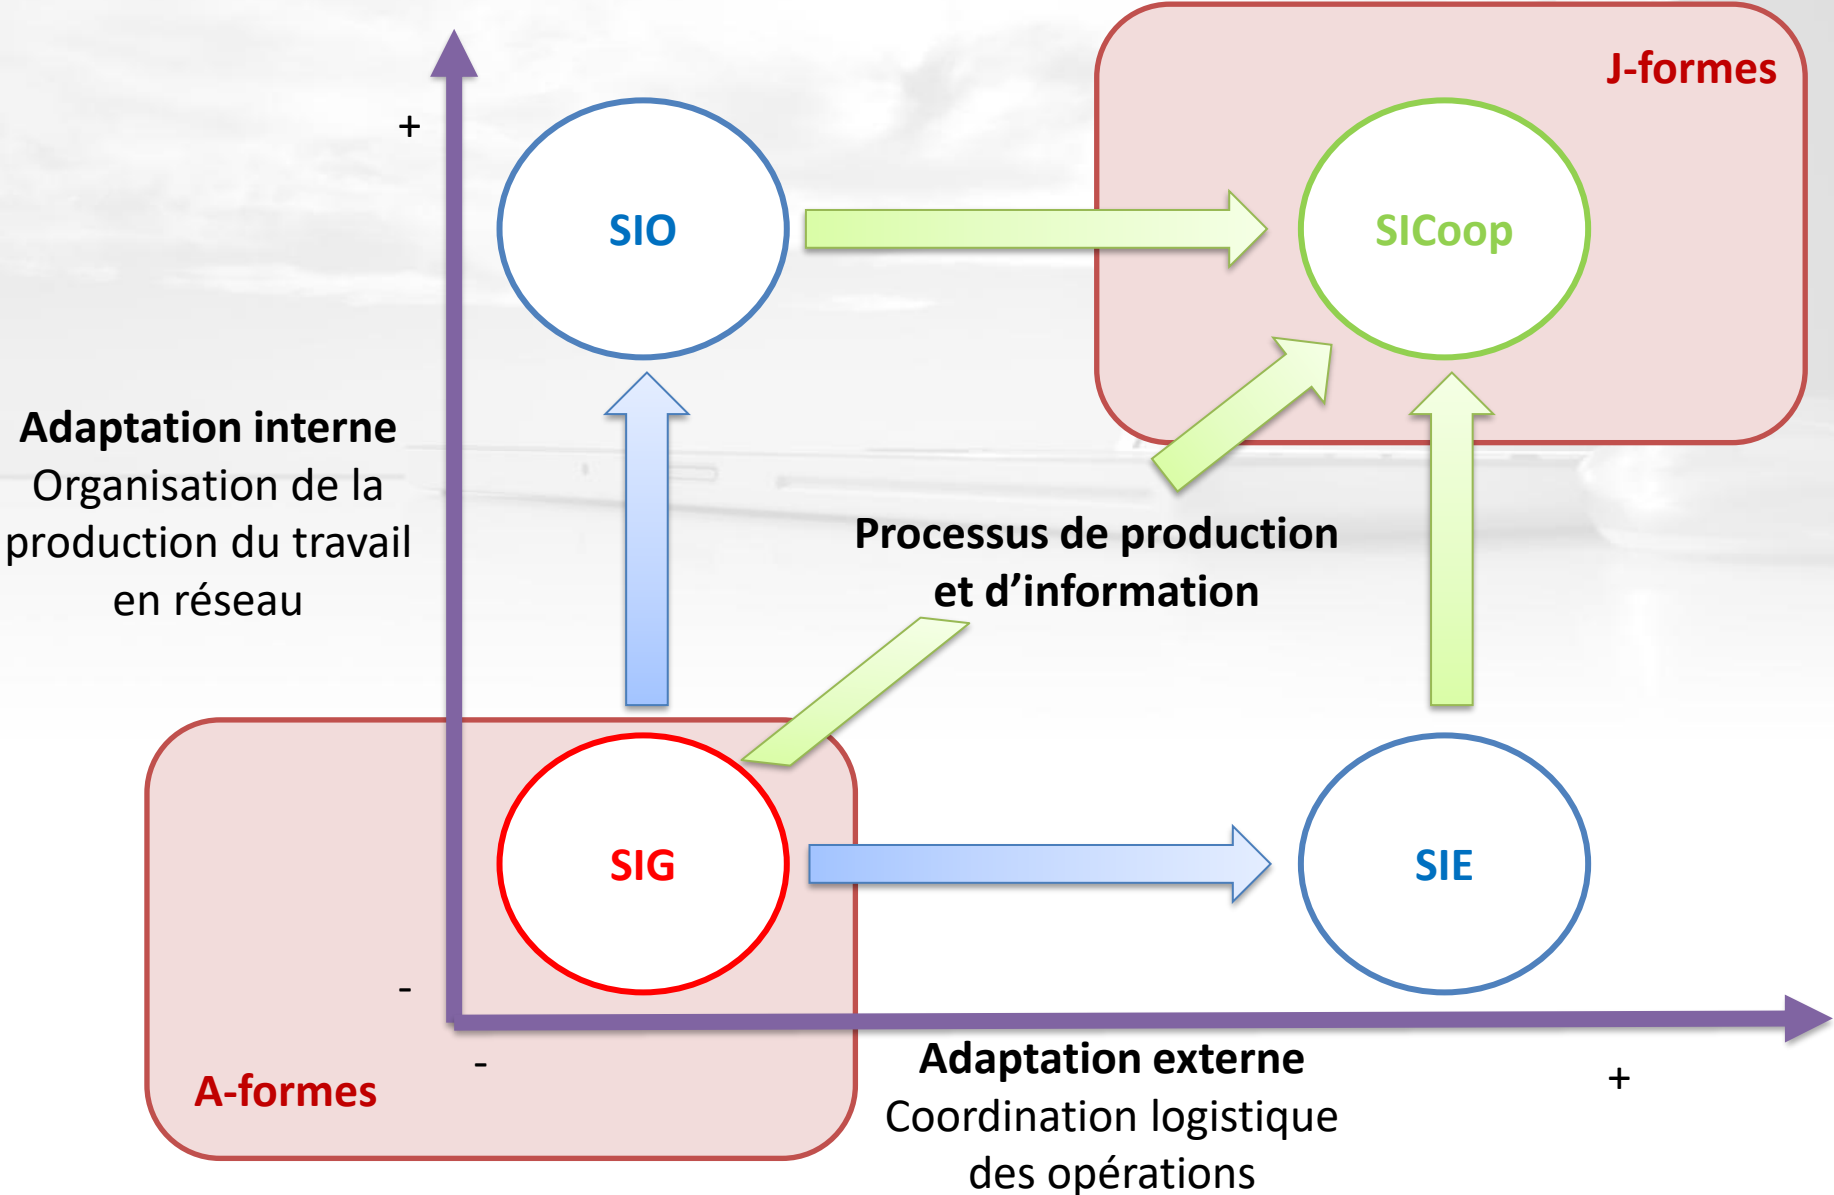 J-formes
+
SIO
SICoop
Adaptation interne
Organisation de la
production du travail
en réseau
Processus de production
et d’information
SIG
SIE
-
-
A-formes
Adaptation externe
Coordination logistique
des opérations
+